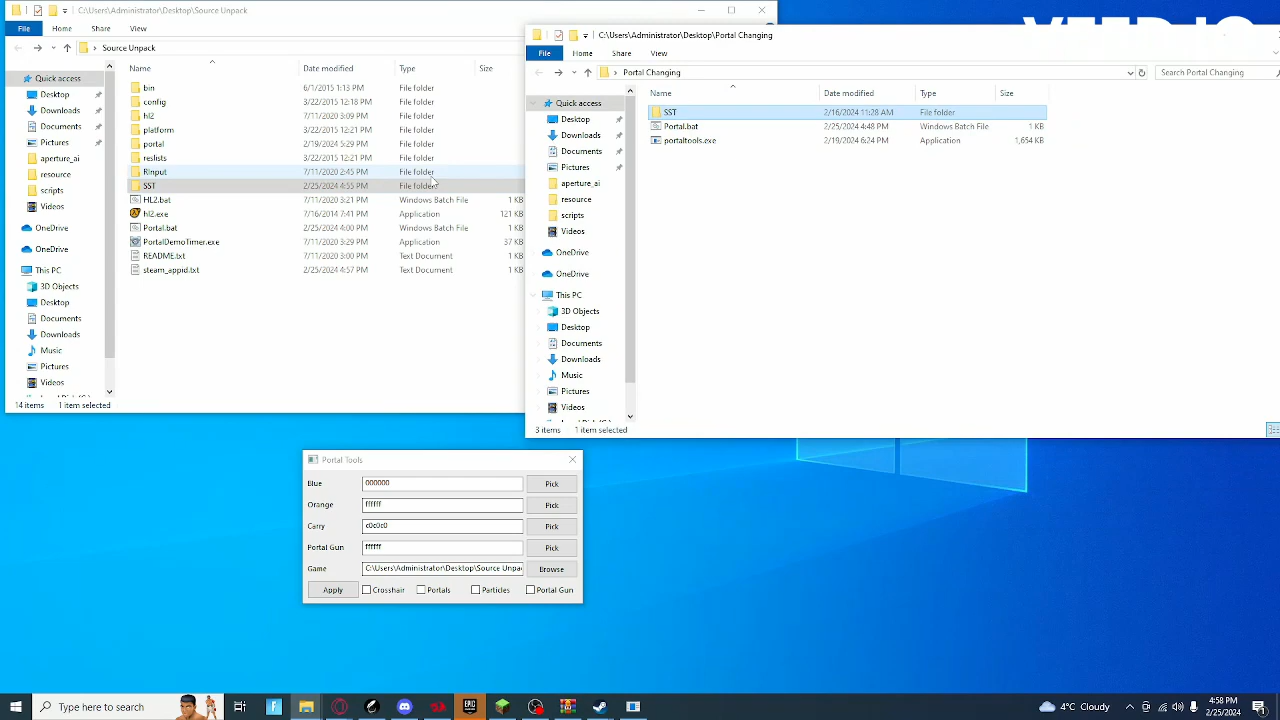 C:\Users\Administrator\Desktop\Source Unpack
File Home Share View
Source Unpack
Name Date modified Type Size
Quick access
Desktop
Downloads
Documents
Pictures
aperture_ai
resource
scripts
Videos
OneDrive
OneDrive
This PC
3D Objects
Desktop
Documents
Downloads
Music
Pictures
Videos
bin 6/1/2015 1:13 PM File folder
config 3/22/2015 12:18 PM File folder
hl2 7/11/2020 3:09 PM File folder
platform 3/22/2015 12:21 PM File folder
portal 2/19/2024 5:29 PM File folder
reslists 3/22/2015 12:21 PM File folder
RInput 7/11/2020 2:45 PM File folder
SST 2/25/2024 4:55 PM File folder
HL2.bat 7/11/2020 3:21 PM Windows Batch File 1 KB
hl2.exe 7/16/2014 7:41 PM Application 121 KB
Portal.bat 2/25/2024 4:00 PM Windows Batch File 1 KB
PortalDemoTimer.exe 7/11/2020 3:29 PM Application 37 KB
README.txt 7/11/2020 3:00 PM Text Document 1 KB
steam_appid.txt 2/25/2024 4:57 PM Text Document 1 KB
14 items 1 item selected
C:\Users\Administrator\Desktop\Portal Changing
File Home Share View
Portal Changing
Search Portal Changing
Name Date modified Type Size
Quick access
Desktop
Downloads
Documents
Pictures
aperture_ai
resource
scripts
Videos
OneDrive
OneDrive
This PC
3D Objects
Desktop
Documents
Downloads
Music
Pictures
Videos
SST 2/16/2024 11:28 AM File folder
Portal.bat 2/25/2024 4:48 PM Windows Batch File 1 KB
portaltools.exe 2/19/2024 6:24 PM Application 1,654 KB
3 items 1 item selected
Portal Tools
Blue 000000 Pick
Orange ffffff Pick
Carry c0c0c0 Pick
Portal Gun ffffff Pick
Game C:\Users\Administrator\Desktop\Source Unpa Browse
Apply Crosshair Portals Particles Portal Gun
Type here to search
EPIC
4°C Cloudy
4:58 PM
2/25/2024